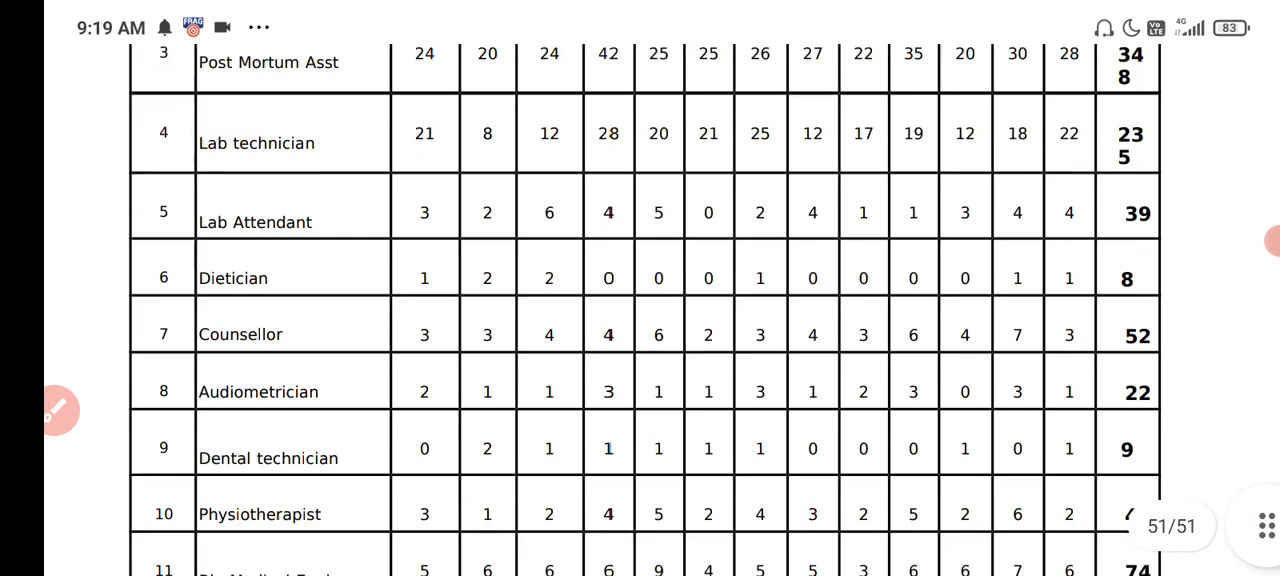 9:19 AM FRAG ... Vo LTE 4G 83
3 Post Mortum Asst 24 20 24 42 25 25 26 27 22 35 20 30 28 34
8
4 Lab technician 21 8 12 28 20 21 25 12 17 19 12 18 22 23
5
5 Lab Attendant 3 2 6 4 5 0 2 4 1 1 3 4 4 39
6 Dietician 1 2 2 0 0 0 1 0 0 0 0 1 1 8
7 Counsellor 3 3 4 4 6 2 3 4 3 6 4 7 3 52
8 Audiometrician 2 1 1 3 1 1 3 1 2 3 0 3 1 22
9 Dental technician 0 2 1 1 1 1 1 0 0 0 1 0 1 9
10 Physiotherapist 3 1 2 4 5 2 4 3 2 5 2 6 2
51/51
11 5 6 6 6 9 4 5 5 3 6 6 7 6 74